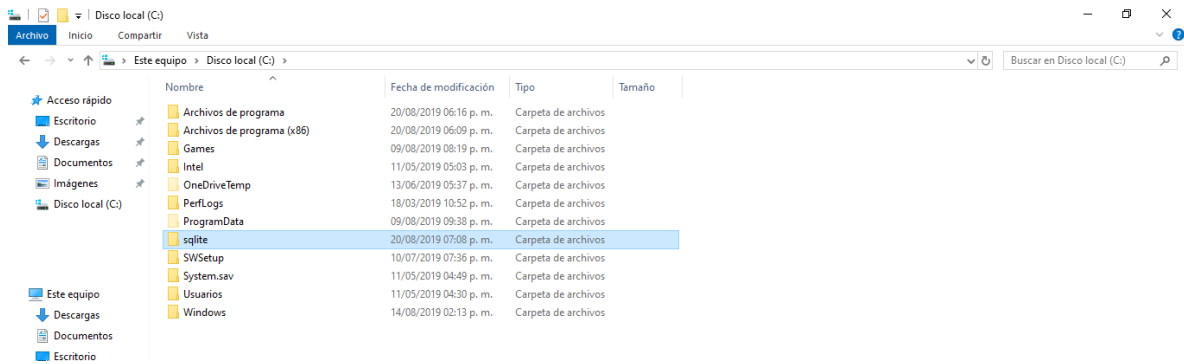 Disco local (C:)
Archivo Inicio Compartir Vista
Este equipo Disco local (C:) Buscar en Disco local (C:)
Nombre Fecha de modificación Tipo Tamaño
Acceso rápido
Escritorio
Descargas
Documentos
Imágenes
Disco local (C:)
Este equipo
Descargas
Documentos
Escritorio
Archivos de programa 20/08/2019 06:16 p. m. Carpeta de archivos
Archivos de programa (x86) 20/08/2019 06:09 p. m. Carpeta de archivos
Games 09/08/2019 08:19 p. m. Carpeta de archivos
Intel 11/05/2019 05:03 p. m. Carpeta de archivos
OneDriveTemp 13/06/2019 05:37 p. m. Carpeta de archivos
PerfLogs 18/03/2019 10:52 p. m. Carpeta de archivos
ProgramData 09/08/2019 09:38 p. m. Carpeta de archivos
sqlite 20/08/2019 07:08 p. m. Carpeta de archivos
SWSetup 10/07/2019 07:36 p. m. Carpeta de archivos
System.sav 11/05/2019 04:49 p. m. Carpeta de archivos
Usuarios 11/05/2019 04:30 p. m. Carpeta de archivos
Windows 14/08/2019 02:13 p. m. Carpeta de archivos